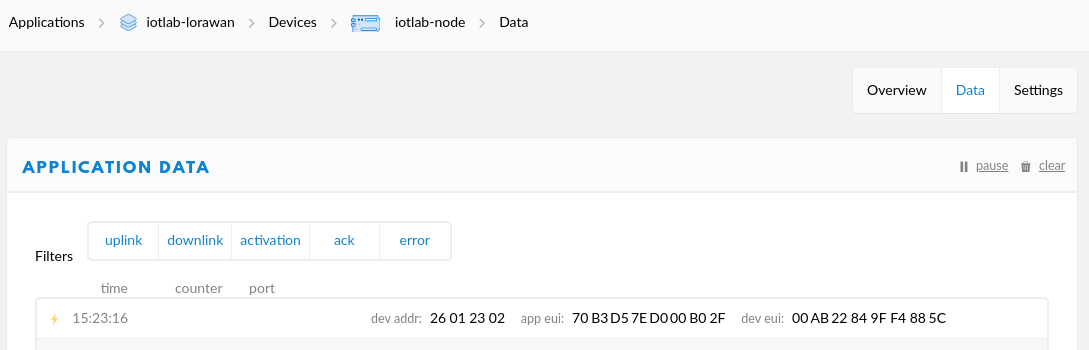 Applications > iotlab-lorawan > Devices > iotlab-node > Data
Overview Data Settings
APPLICATION DATA pause clear
uplink downlink activation ack error
Filters
time counter port
15:23:16 dev addr: 26 01 23 02 app eui: 70 B3 D5 7E D0 00 B0 2F dev eui: 00 AB 22 84 9F F4 88 5C